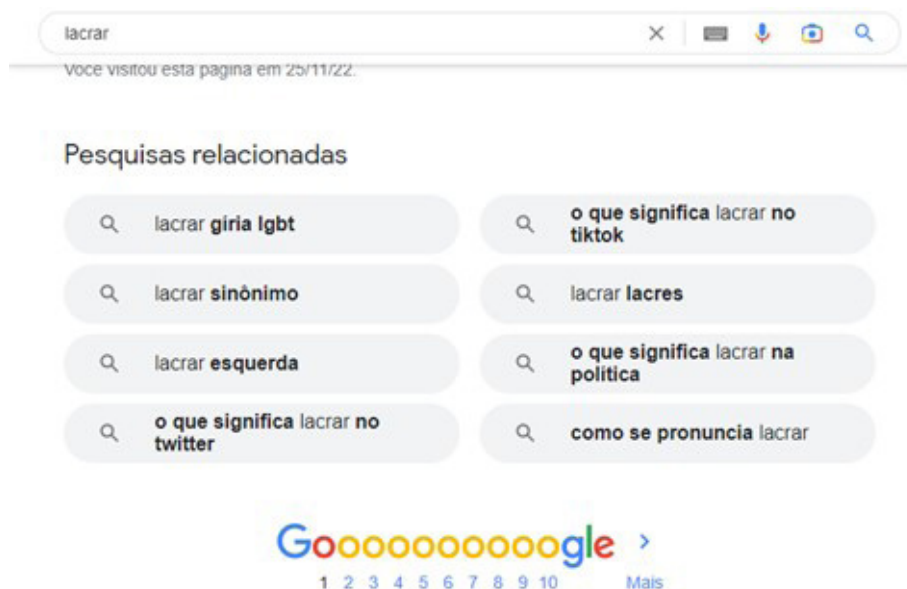 lacrar
Você visitou esta página em 25/11/22.
Pesquisas relacionadas
lacrar gíria lgbt
o que significa lacrar no
tiktok
lacrar sinônimo
lacrar lacres
lacrar esquerda
o que significa lacrar na
política
o que significa lacrar no
twitter
como se pronuncia lacrar
Goooooooooogle >
1 2 3 4 5 6 7 8 9 10 Mais